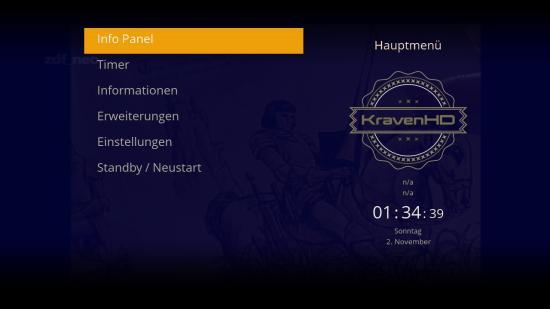 Info Panel
Timer
Informationen
Erweiterungen
Einstellungen
Standby / Neustart
zdf_neo
Hauptmenü
KravenHD
n/a
n/a
01:34:39
Sonntag
2. November